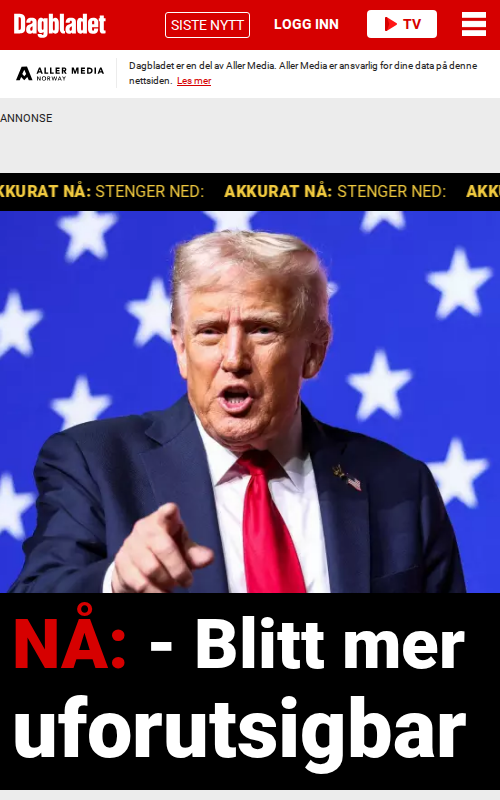 Dagbladet
SISTE NYTT
LOGG INN
TV
ALLER MEDIA
NORWAY
Dagbladet er en del av Aller Media. Aller Media er ansvarlig for dine data på denne
nettsiden. Les mer
ANNONSE
KKURAT NÅ: STENGER NED: AKKURAT NÅ: STENGER NED: AKKU
NÅ: - Blitt mer
uforutsigbar